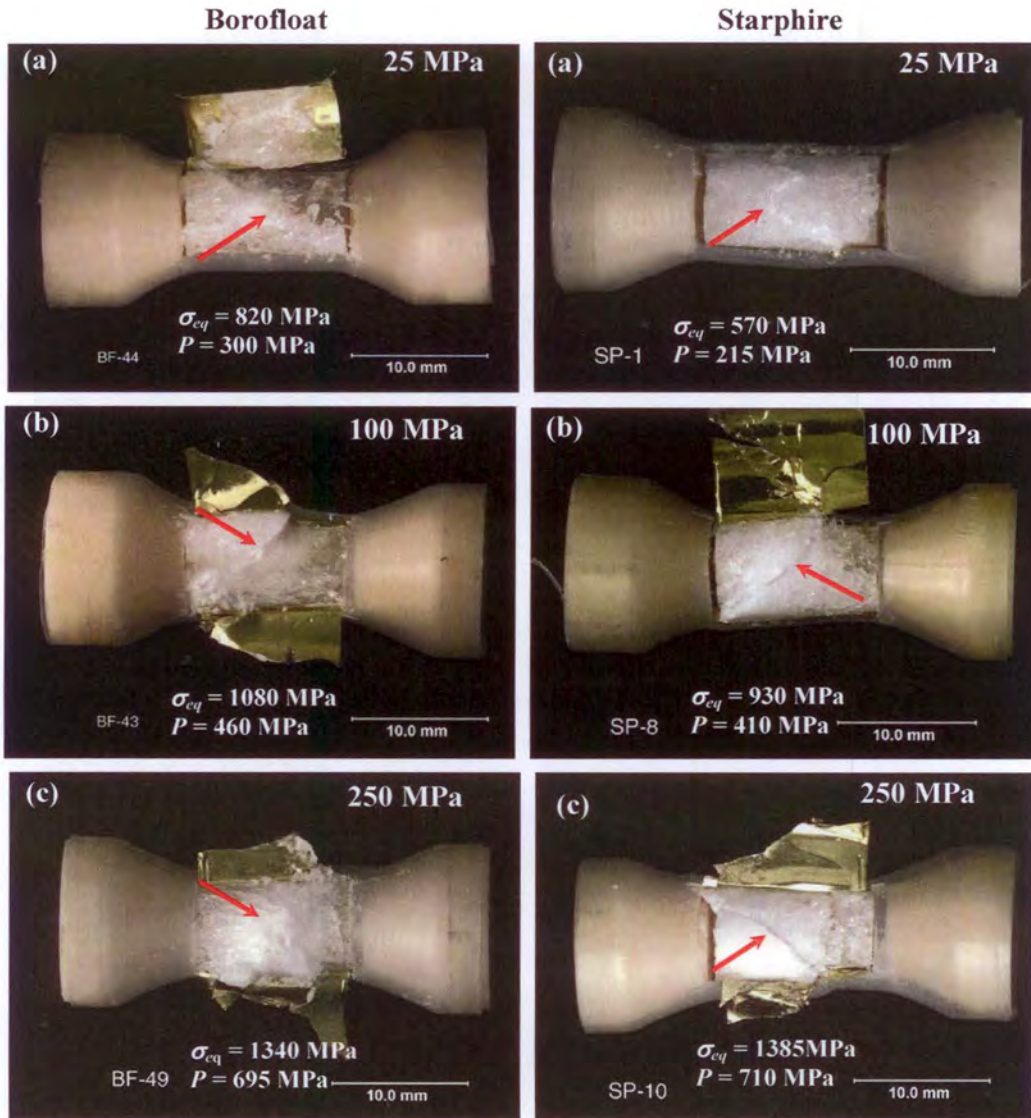 Borofloat
Starphire
(a)
25 MPa
σeq = 820 MPa
P = 300 MPa
BF-44
10.0 mm
(a)
25 MPa
σeq = 570 MPa
P = 215 MPa
SP-1
10.0 mm
(b)
100 MPa
σeq = 1080 MPa
P = 460 MPa
BF-43
10.0 mm
(b)
100 MPa
σeq = 930 MPa
P = 410 MPa
SP-8
10.0 mm
(c)
250 MPa
σeq = 1340 MPa
P = 695 MPa
BF-49
10.0 mm
(c)
250 MPa
σeq = 1385MPa
P = 710 MPa
SP-10
10.0 mm